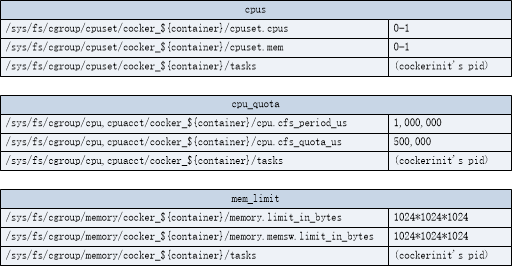 cpus
/sys/fs/cgroup/cpuset/cocker_${container}/cpuset.cpus 0-1
/sys/fs/cgroup/cpuset/cocker_${container}/cpuset.mem 0-1
/sys/fs/cgroup/cpuset/cocker_${container}/tasks (cockerinit's pid)
cpu_quota
/sys/fs/cgroup/cpu,cpuacct/cocker_${container}/cpu.cfs_period_us 1,000,000
/sys/fs/cgroup/cpu,cpuacct/cocker_${container}/cpu.cfs_quota_us 500,000
/sys/fs/cgroup/cpu,cpuacct/cocker_${container}/tasks (cockerinit's pid)
mem_limit
/sys/fs/cgroup/memory/cocker_${container}/memory.limit_in_bytes 1024*1024*1024
/sys/fs/cgroup/memory/cocker_${container}/memory.memsw.limit_in_bytes 1024*1024*1024
/sys/fs/cgroup/memory/cocker_${container}/tasks (cockerinit's pid)